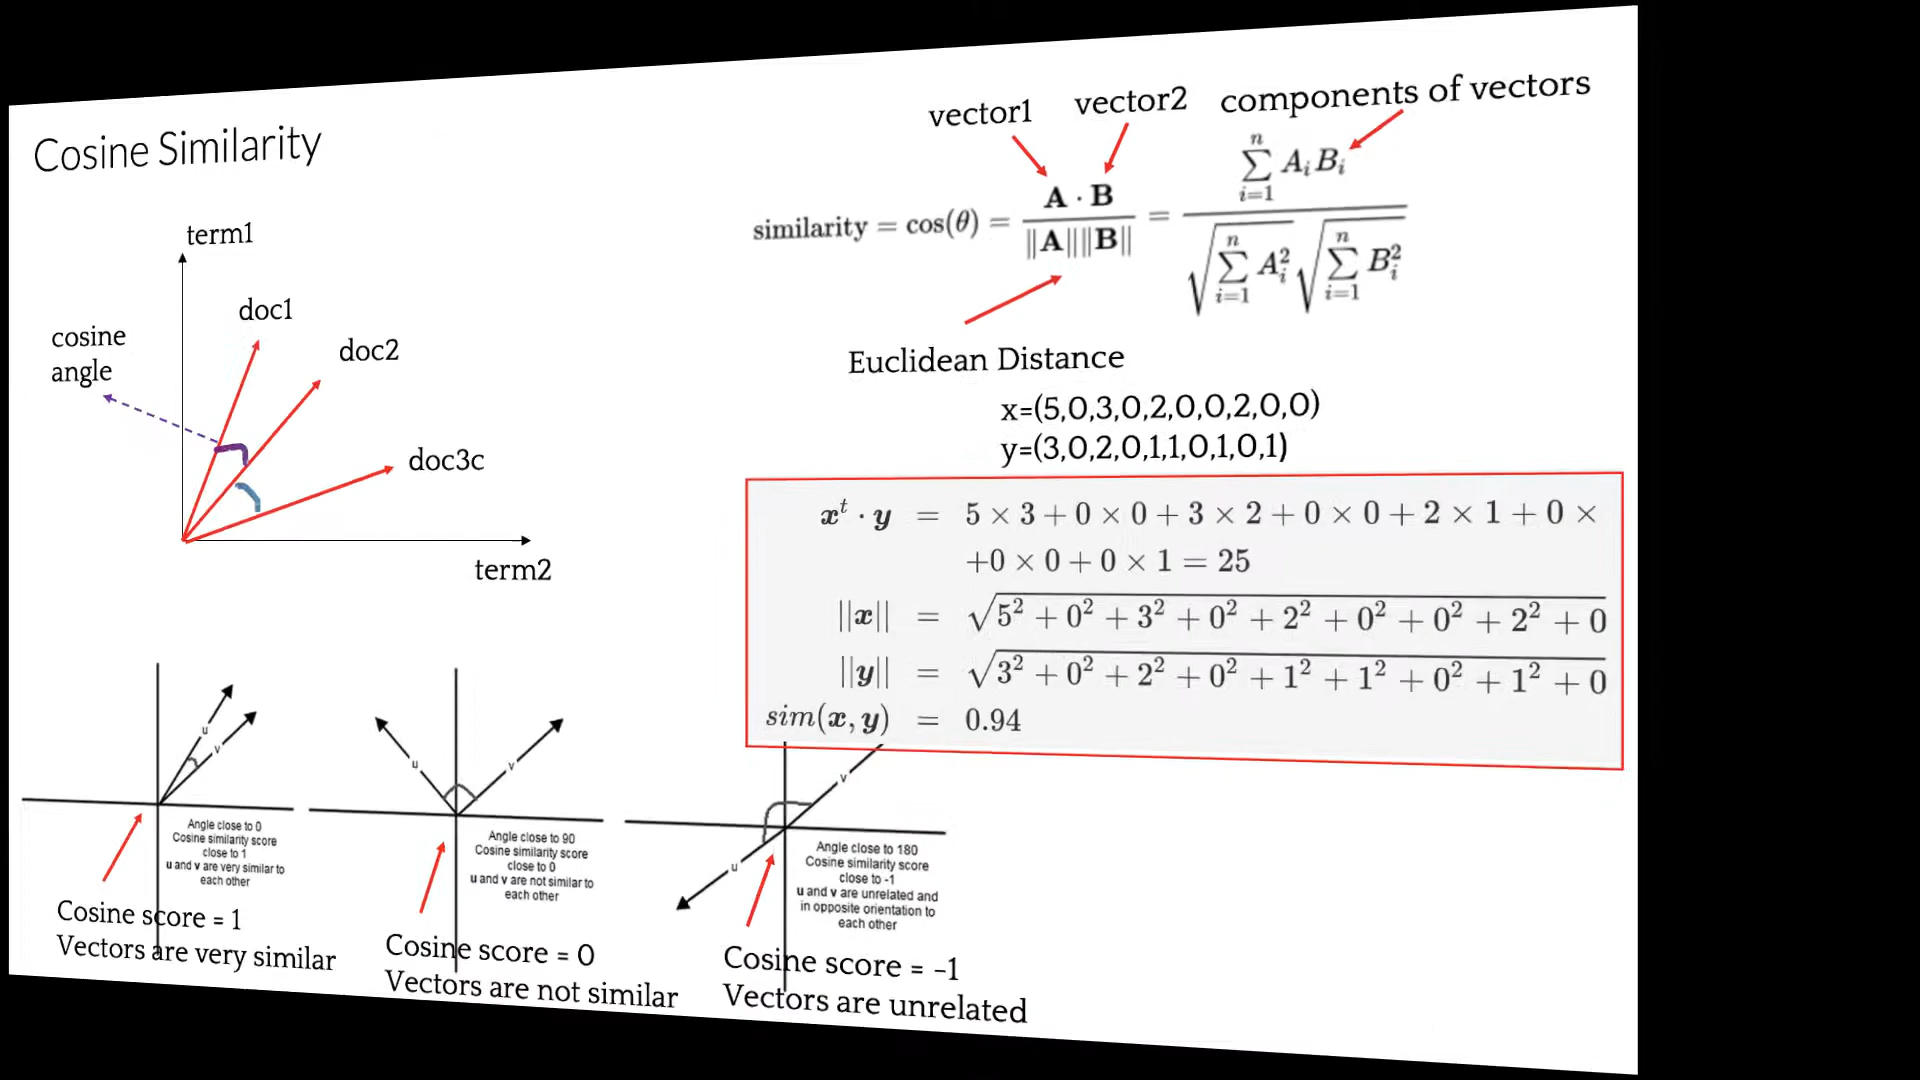 Cosine Similarity
term1
doc1
doc2
cosine
angle
doc3c
term2
vector1
vector2
components of vectors
similarity = cos(θ) = A · B / ‖A‖‖B‖ = n∑i=1 AᵢBᵢ / √n∑i=1 Aᵢ² √n∑i=1 Bᵢ²
Euclidean Distance
x=(5,0,3,0,2,0,0,2,0,0)
y=(3,0,2,0,1,1,0,1,0,1)
xᵗ · y = 5 × 3 + 0 × 0 + 3 × 2 + 0 × 0 + 2 × 1 + 0 ×
+0 × 0 + 0 × 1 = 25
||x|| = √5² + 0² + 3² + 0² + 2² + 0² + 0² + 2² + 0
||y|| = √3² + 0² + 2² + 0² + 1² + 1² + 0² + 1² + 0
sim(x, y) = 0.94
u
v
Angle close to 0
Cosine similarity score
close to 1
u and v are very similar to
each other
Cosine score = 1
Vectors are very similar
u
v
Angle close to 90
Cosine similarity score
close to 0
u and v are not similar to
each other
Cosine score = 0
Vectors are not similar
v
u
Angle close to 180
Cosine similarity score
close to -1
u and v are unrelated and
in opposite orientation to
each other
Cosine score = -1
Vectors are unrelated